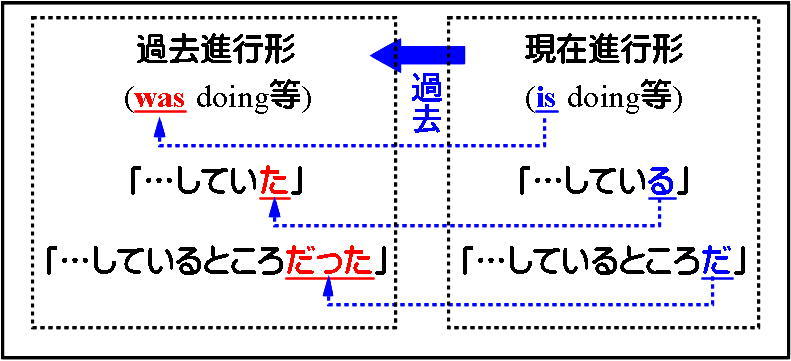 過去進行形
(was doing等)
「…していた」
「…しているところだった」
過去
現在進行形
(is doing等)
「…している」
「…しているところだ」